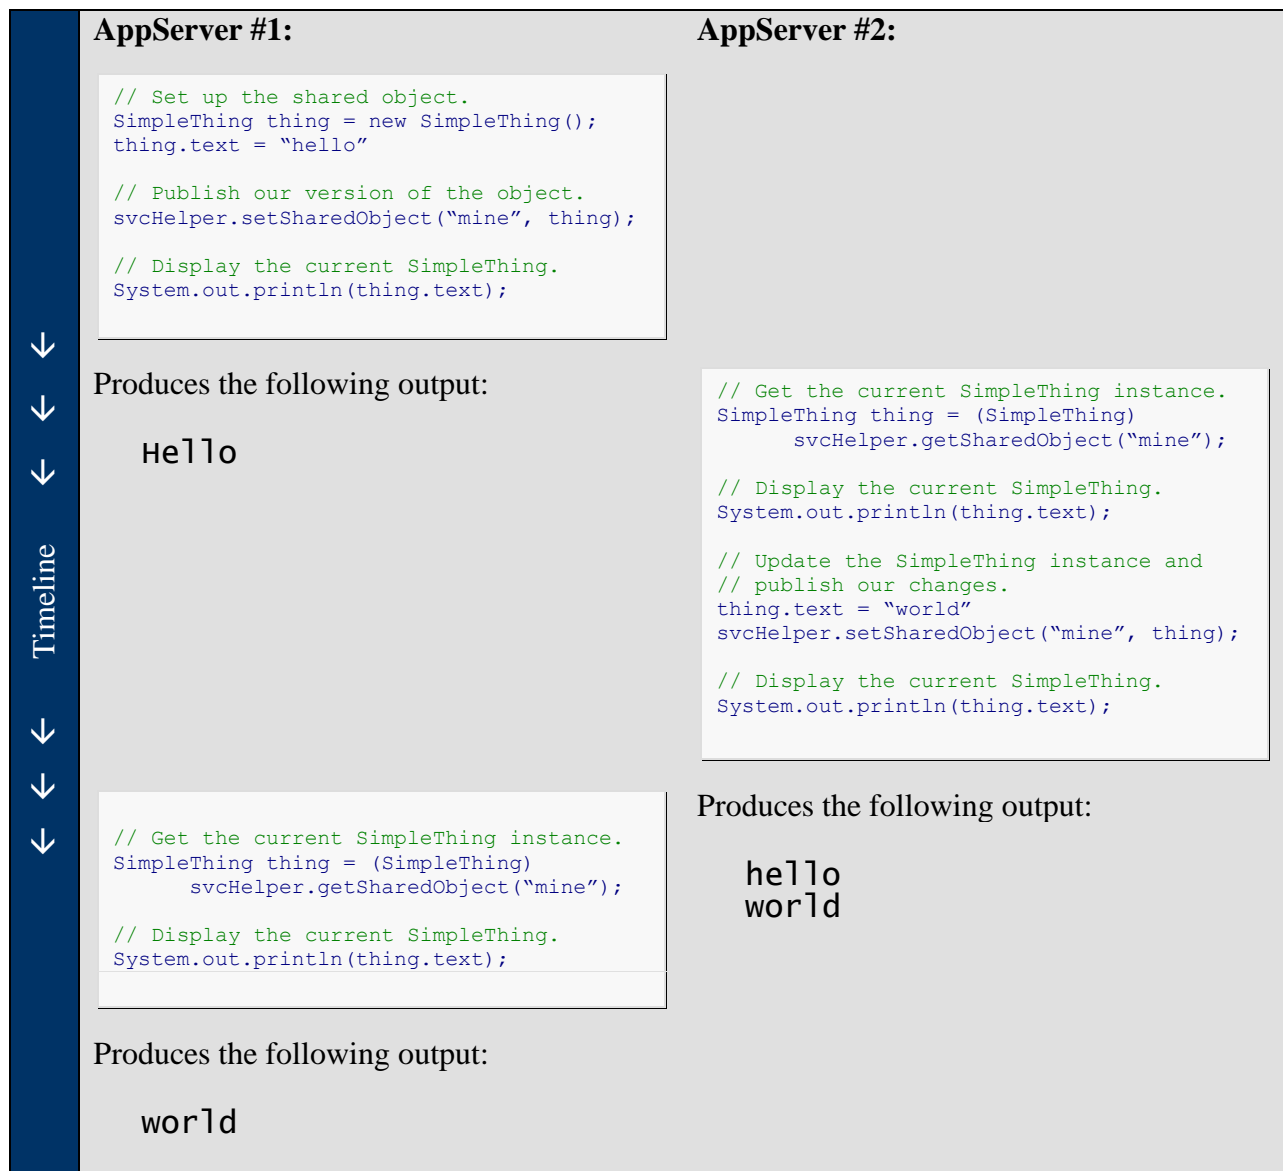 AppServer #1:
// Set up the shared object.
SimpleThing thing = new SimpleThing();
thing.text = “hello”
// Publish our version of the object.
svcHelper.setSharedObject(“mine”, thing);
// Display the current SimpleThing.
System.out.println(thing.text);
Produces the following output:
Hello
AppServer #2:
// Get the current SimpleThing instance.
SimpleThing thing = (SimpleThing)
svcHelper.getSharedObject(“mine”);
// Display the current SimpleThing.
System.out.println(thing.text);
// Update the SimpleThing instance and
// publish our changes.
thing.text = “world”
svcHelper.setSharedObject(“mine”, thing);
// Display the current SimpleThing.
System.out.println(thing.text);
Produces the following output:
hello
world
// Get the current SimpleThing instance.
SimpleThing thing = (SimpleThing)
svcHelper.getSharedObject(“mine”);
// Display the current SimpleThing.
System.out.println(thing.text);
Produces the following output:
world
Timeline